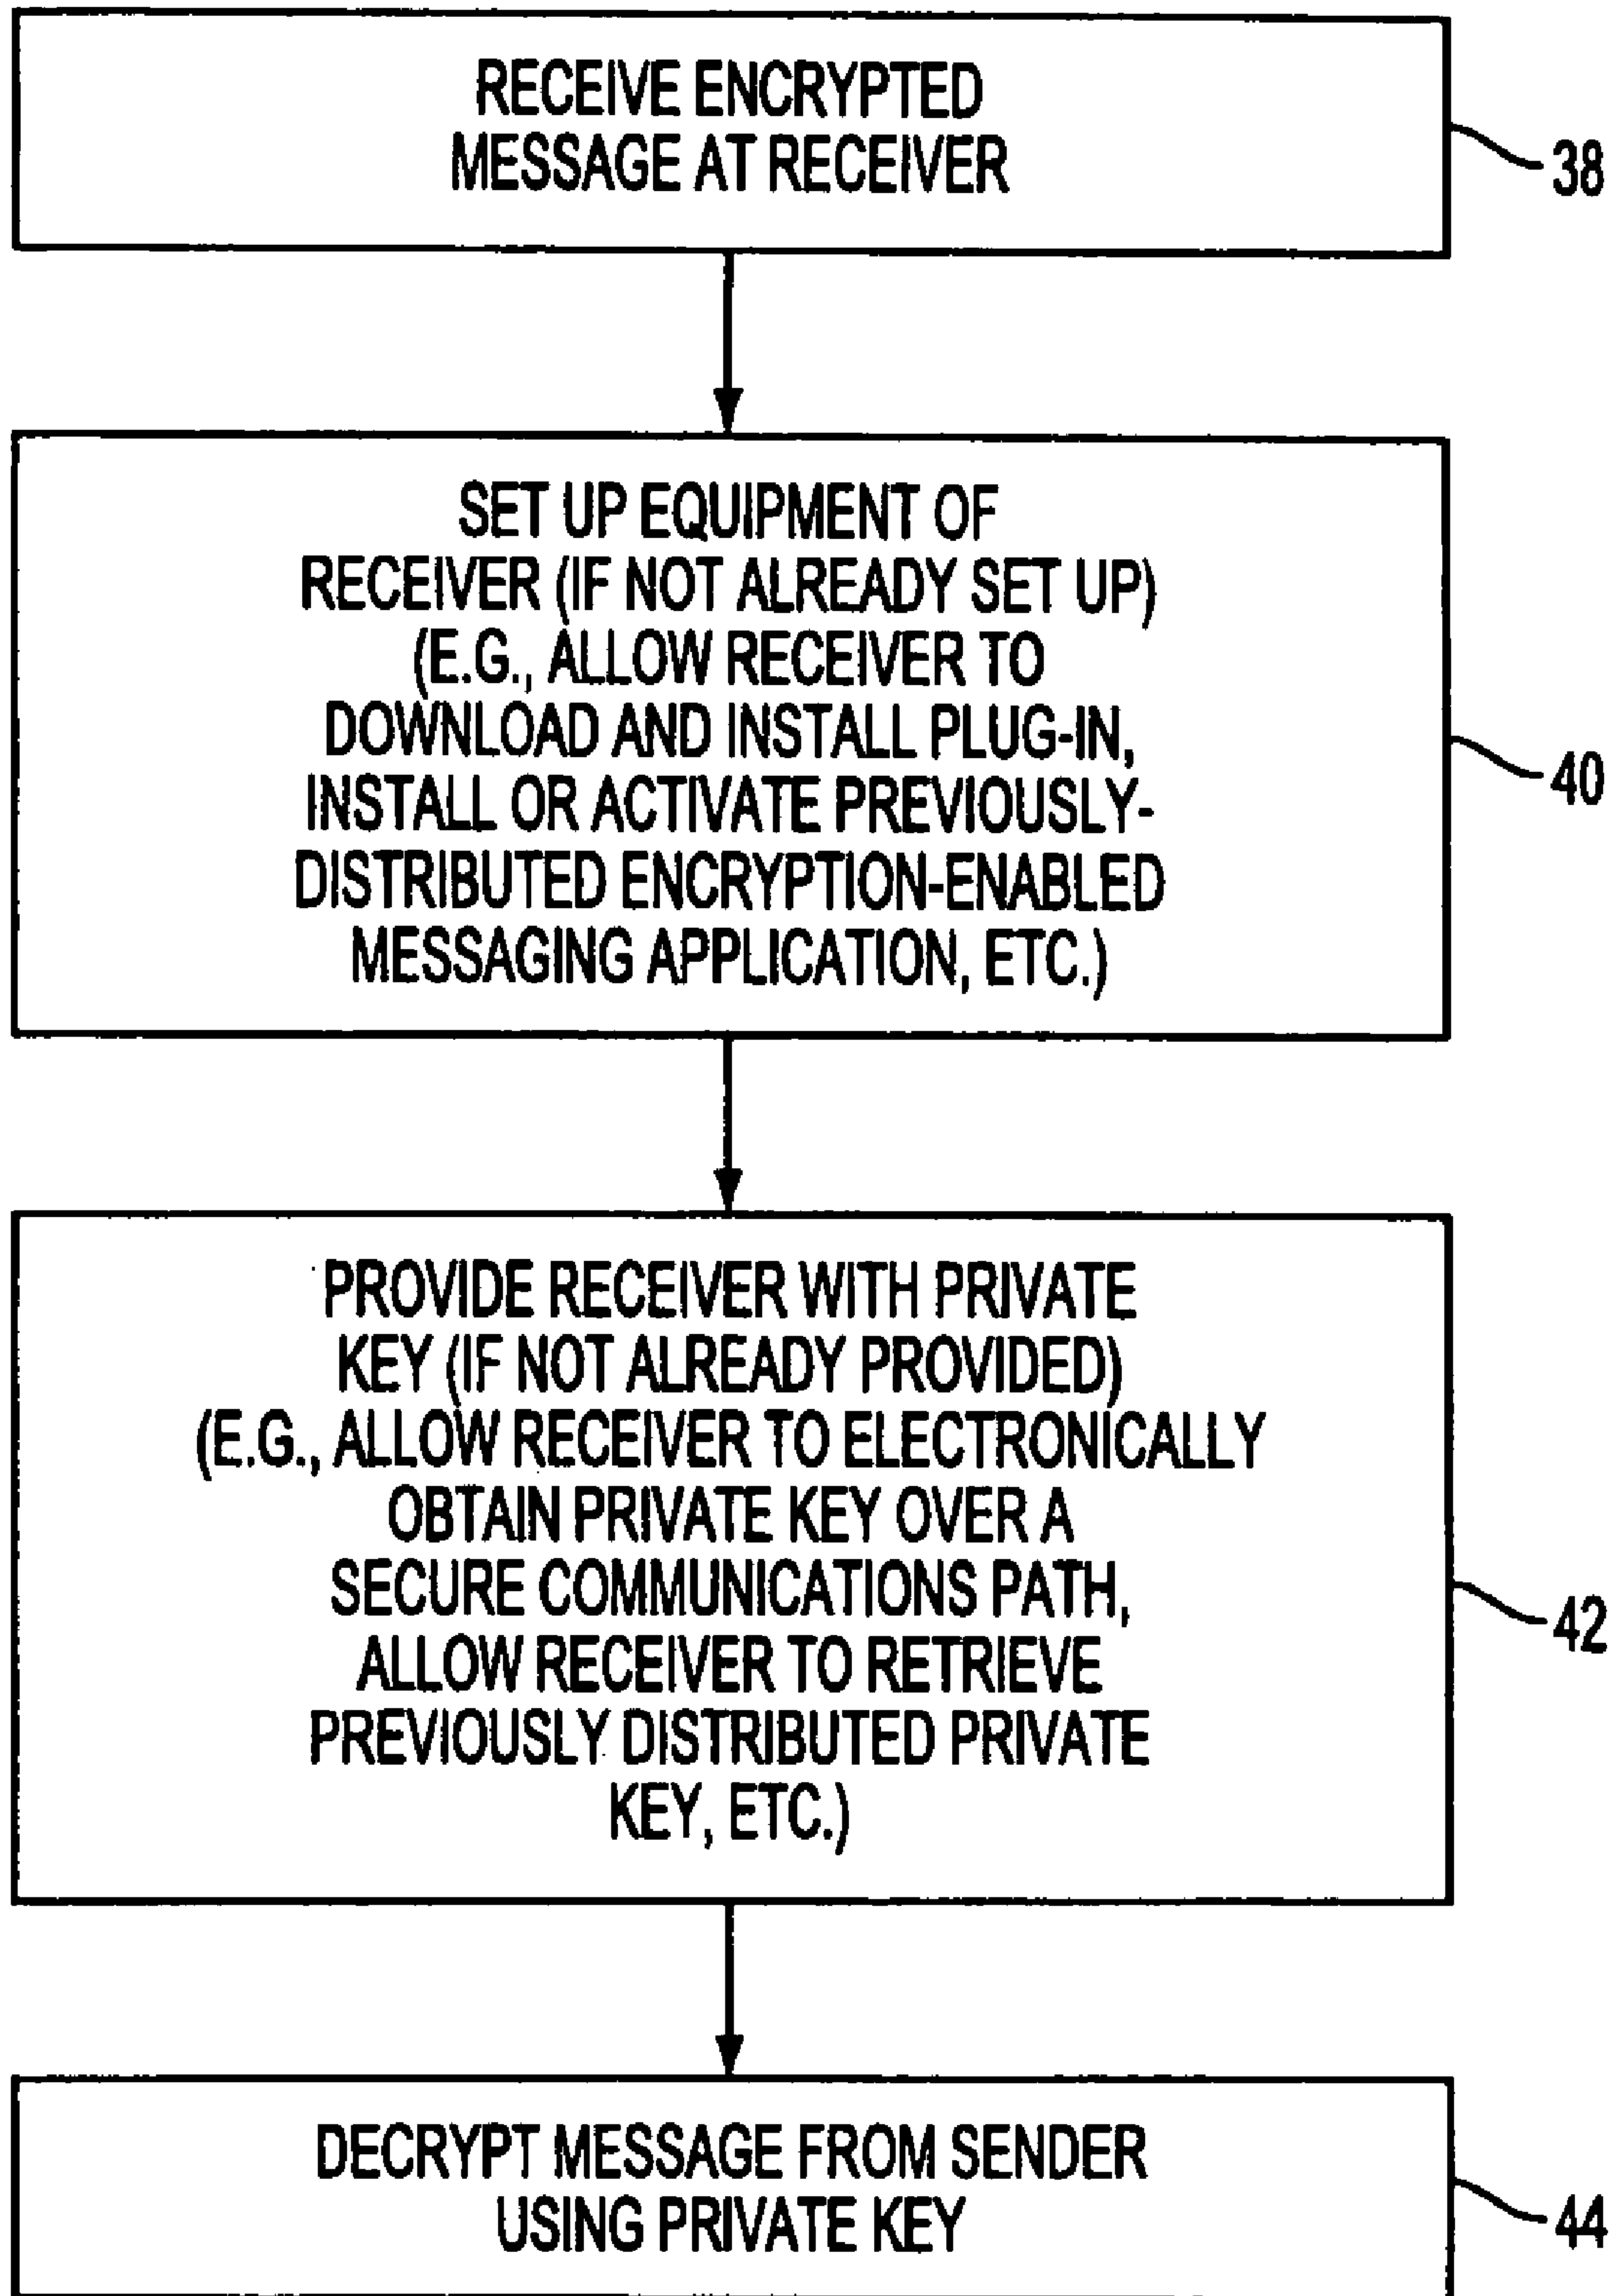 RECEIVE ENCRYPTED
MESSAGE AT RECEIVER
38
SET UP EQUIPMENT OF
RECEIVER (IF NOT ALREADY SET UP)
(E.G., ALLOW RECEIVER TO
DOWNLOAD AND INSTALL PLUG-IN,
INSTALL OR ACTIVATE PREVIOUSLY-
DISTRIBUTED ENCRYPTION-ENABLED
MESSAGING APPLICATION, ETC.)
40
PROVIDE RECEIVER WITH PRIVATE
KEY (IF NOT ALREADY PROVIDED)
(E.G., ALLOW RECEIVER TO ELECTRONICALLY
OBTAIN PRIVATE KEY OVER A
SECURE COMMUNICATIONS PATH,
ALLOW RECEIVER TO RETRIEVE
PREVIOUSLY DISTRIBUTED PRIVATE
KEY, ETC.)
42
DECRYPT MESSAGE FROM SENDER
USING PRIVATE KEY
44